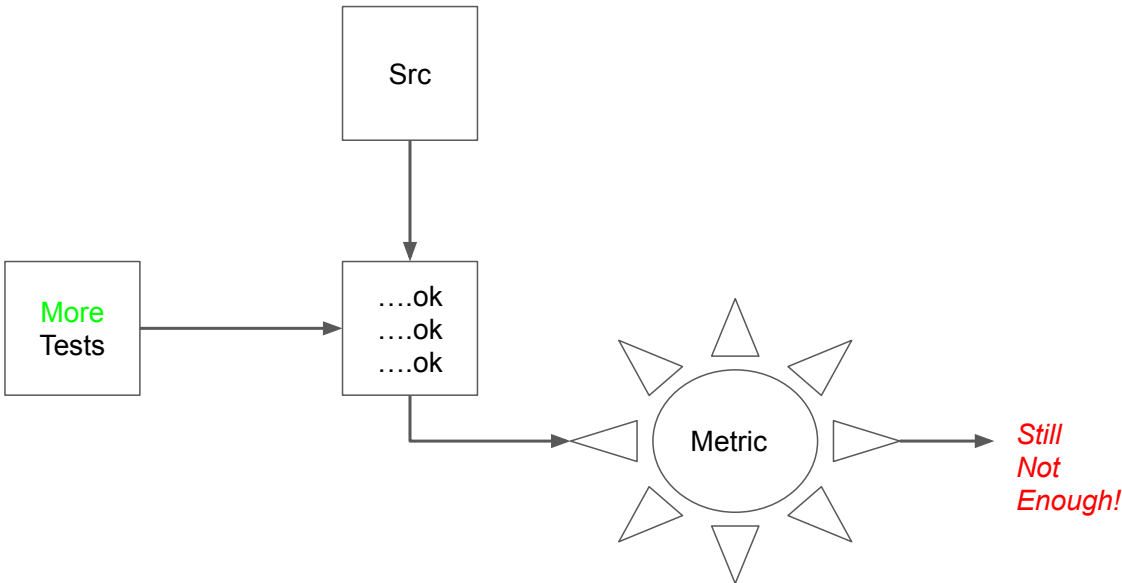 Src
More
Tests
….ok
….ok
….ok
Metric
Still
Not
Enough!